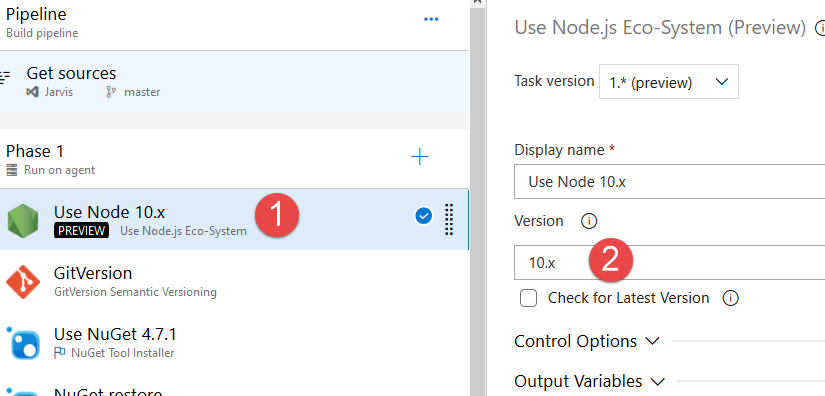 Pipeline
Build pipeline
Get sources
Jarvis master
Phase 1
Run on agent
Use Node 10.x
PREVIEW Use Node.js Eco-System
1
GitVersion
GitVersion Semantic Versioning
Use NuGet 4.7.1
NuGet Tool Installer
NuGet restore
Use Node.js Eco-System (Preview)
Task version 1.* (preview)
Display name *
Use Node 10.x
Version
10.x
2
Check for Latest Version
Control Options
Output Variables